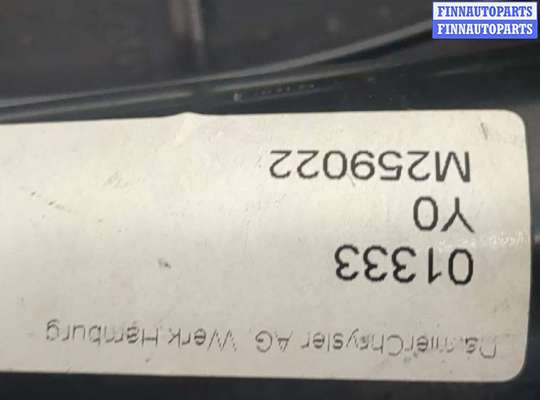 FINNAUTOPARTS
FINNAUTOPARTS
DaimlerChrysler AG Werk Hamburg
01333
Y0
M259022